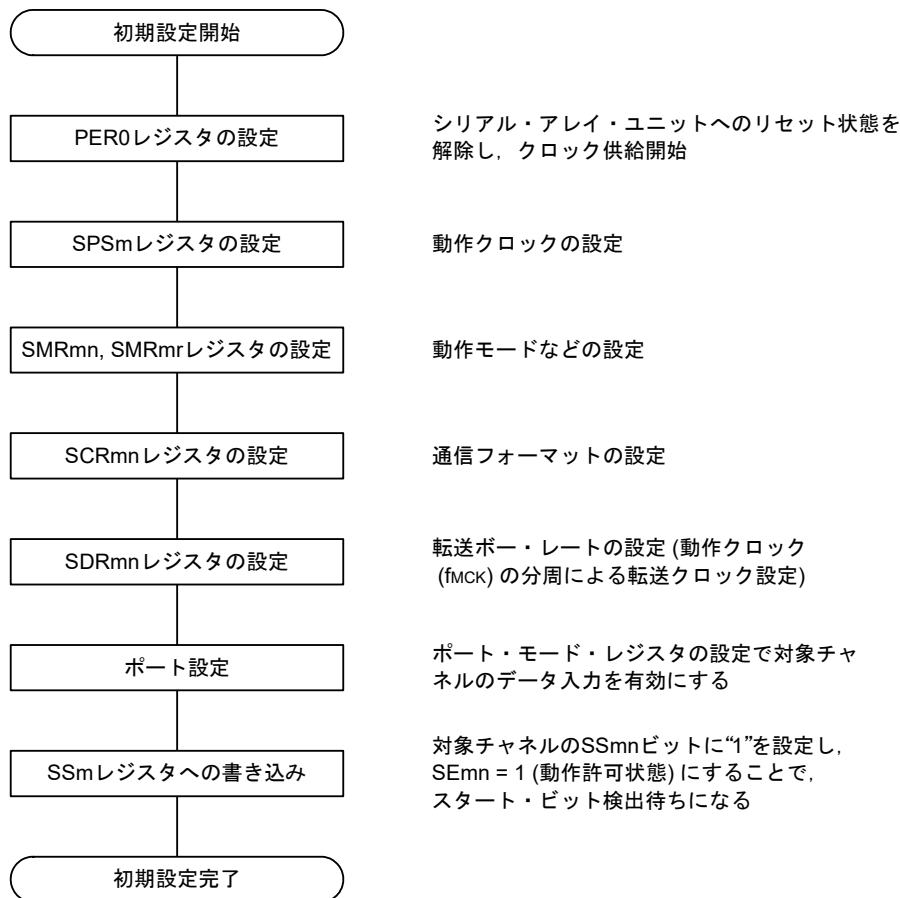 初期設定開始
PER0レジスタの設定
シリアル・アレイ・ユニットへのリセット状態を
解除し，クロック供給開始
SPSmレジスタの設定
動作クロックの設定
SMRmn, SMRmrレジスタの設定
動作モードなどの設定
SCRmnレジスタの設定
通信フォーマットの設定
SDRmnレジスタの設定
転送ボー・レートの設定 (動作クロック
(fMCK) の分周による転送クロック設定)
ポート設定
ポート・モード・レジスタの設定で対象チャ
ネルのデータ入力を有効にする
SSmレジスタへの書き込み
対象チャネルのSSmnビットに“1”を設定し，
SEmn = 1 (動作許可状態) にすることで，
スタート・ビット検出待ちになる
初期設定完了